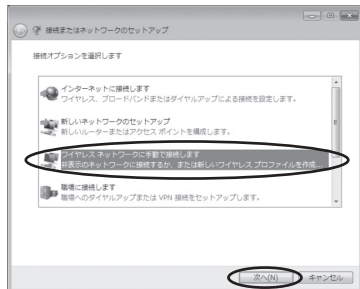 接続またはネットワークのセットアップ
接続オプションを選択します
インターネットに接続します
ワイヤレス、ブロードバンドまたはダイヤルアップによる接続を設定します。
新しいネットワークのセットアップ
新しいルーターまたはアクセス ポイントを構成します。
ワイヤレス ネットワークに手動で接続します
非表示のネットワークに接続するか、または新しいワイヤレス プロファイルを作成...
職場に接続します
職場へのダイヤルアップまたは VPN 接続をセットアップします。
次へ(N)
キャンセル